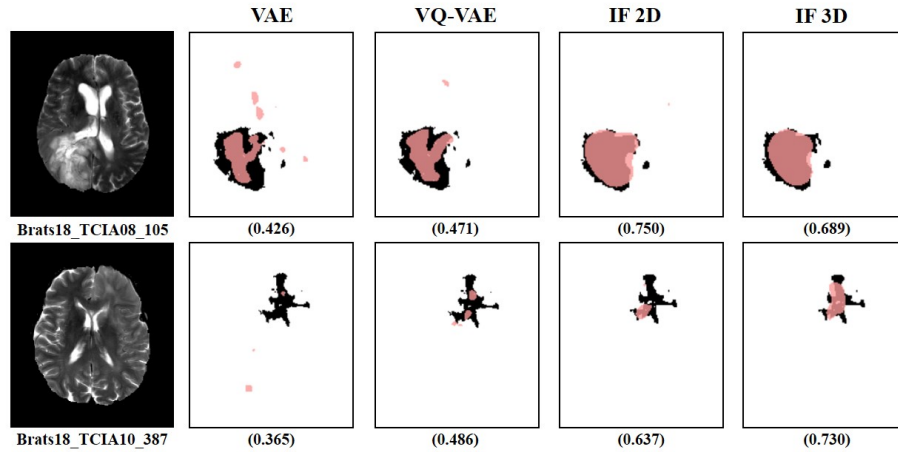 VAE VQ-VAE IF 2D IF 3D
Brats18_TCIA08_105 (0.426) (0.471) (0.750) (0.689)
Brats18_TCIA10_387 (0.365) (0.486) (0.637) (0.730)